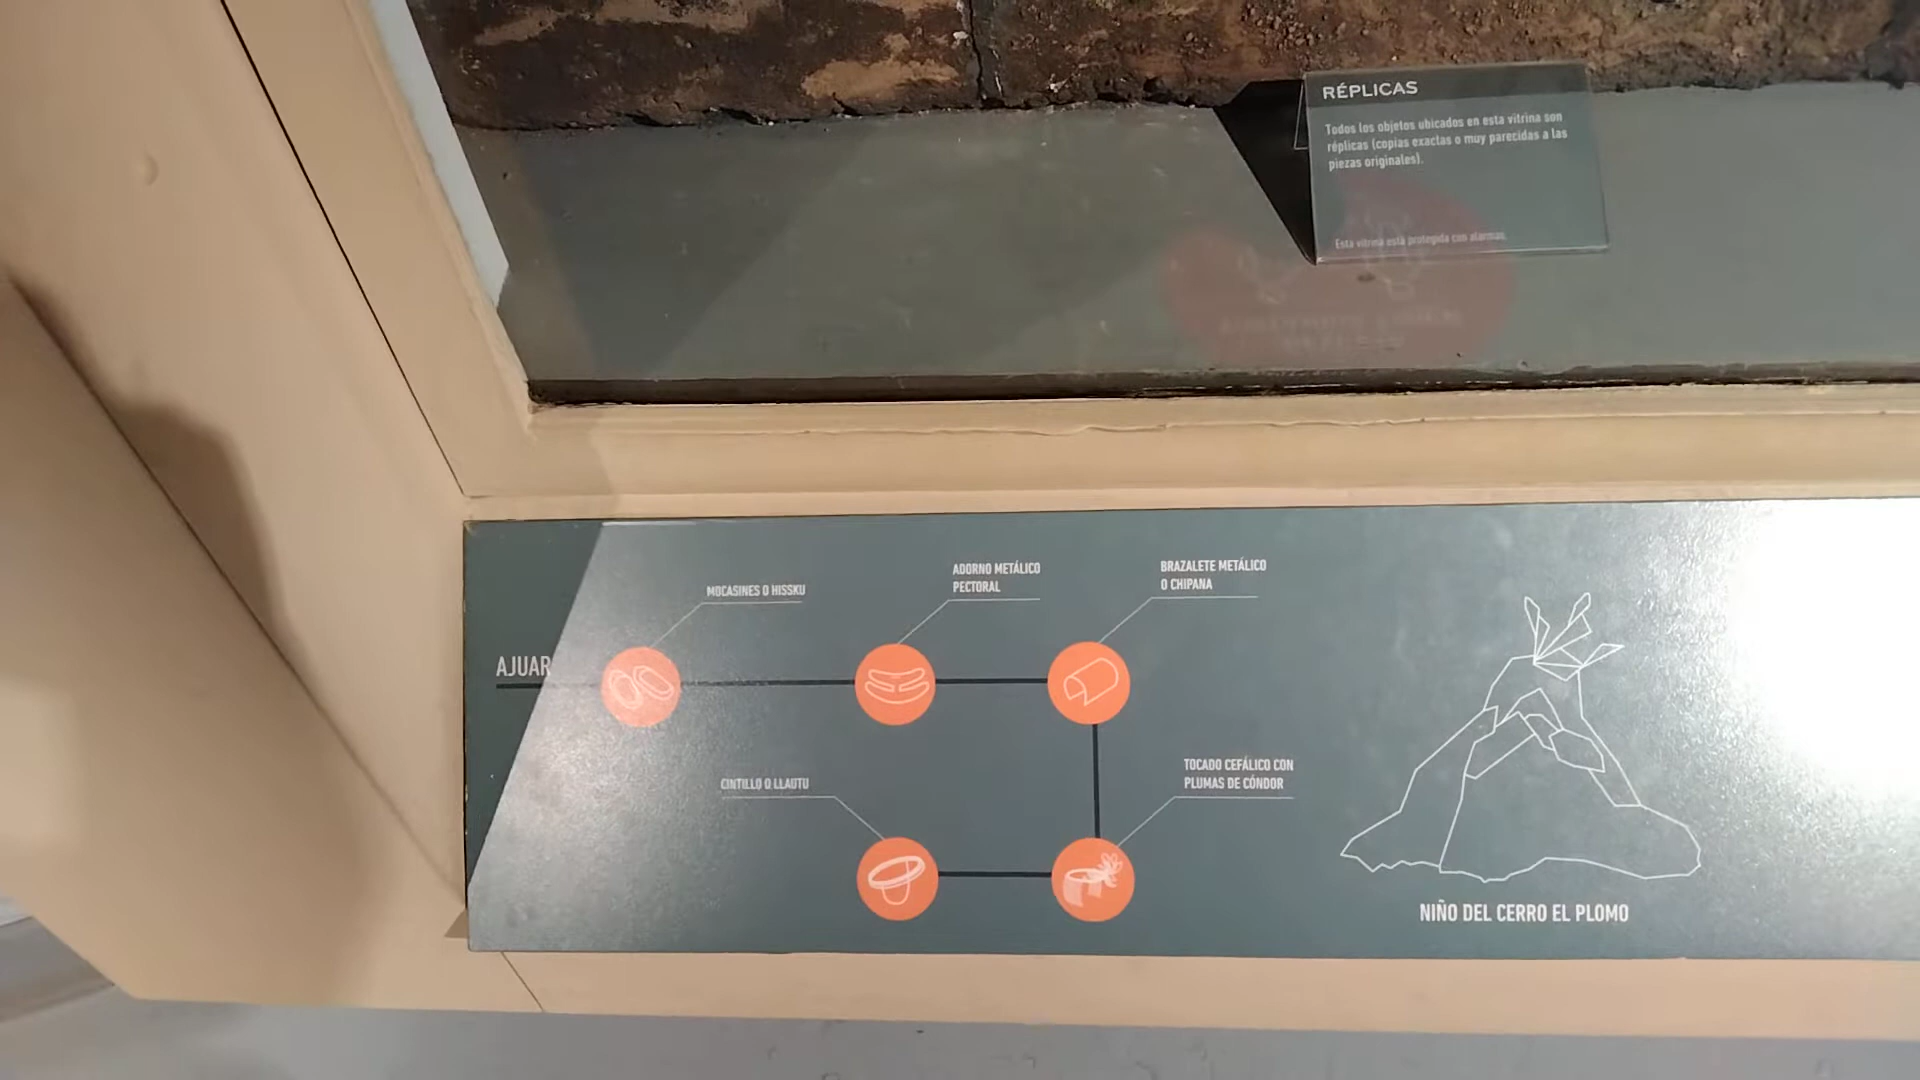 RÉPLICAS
Todos los objetos ubicados en esta vitrina son
réplicas (copias exactas o muy parecidas a las
piezas originales).
Esta vitrina está protegida con alarmas.
AJUAR
MOCASINES O HISSKU
ADORNO METÁLICO
PECTORAL
BRAZALETE METÁLICO
O CHIPANA
CINTILLO O LLAUTU
TOCADO CEFÁLICO CON
PLUMAS DE CÓNDOR
NIÑO DEL CERRO EL PLOMO